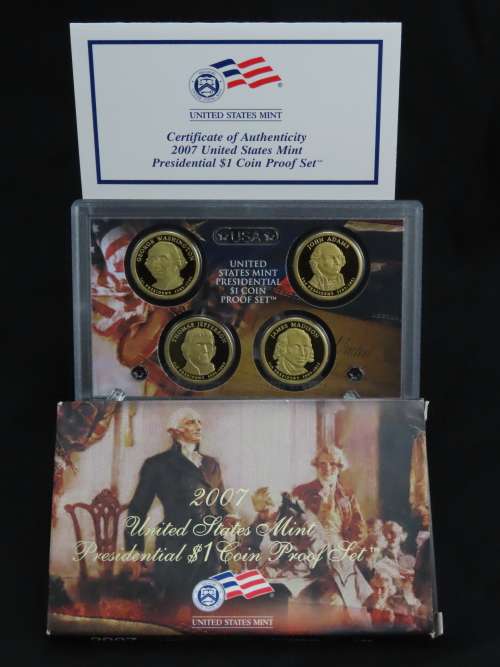 UNITED STATES MINT
Certificate of Authenticity
2007 United States Mint
Presidential $1 Coin Proof Set™
USA
UNITED
STATES MINT
PRESIDENTIAL
$1 COIN
PROOF SET™
GEORGE WASHINGTON
JOHN ADAMS
THOMAS JEFFERSON
JAMES MADISON
2007
United States Mint
Presidential $1 Coin Proof Set™
UNITED STATES MINT
2007